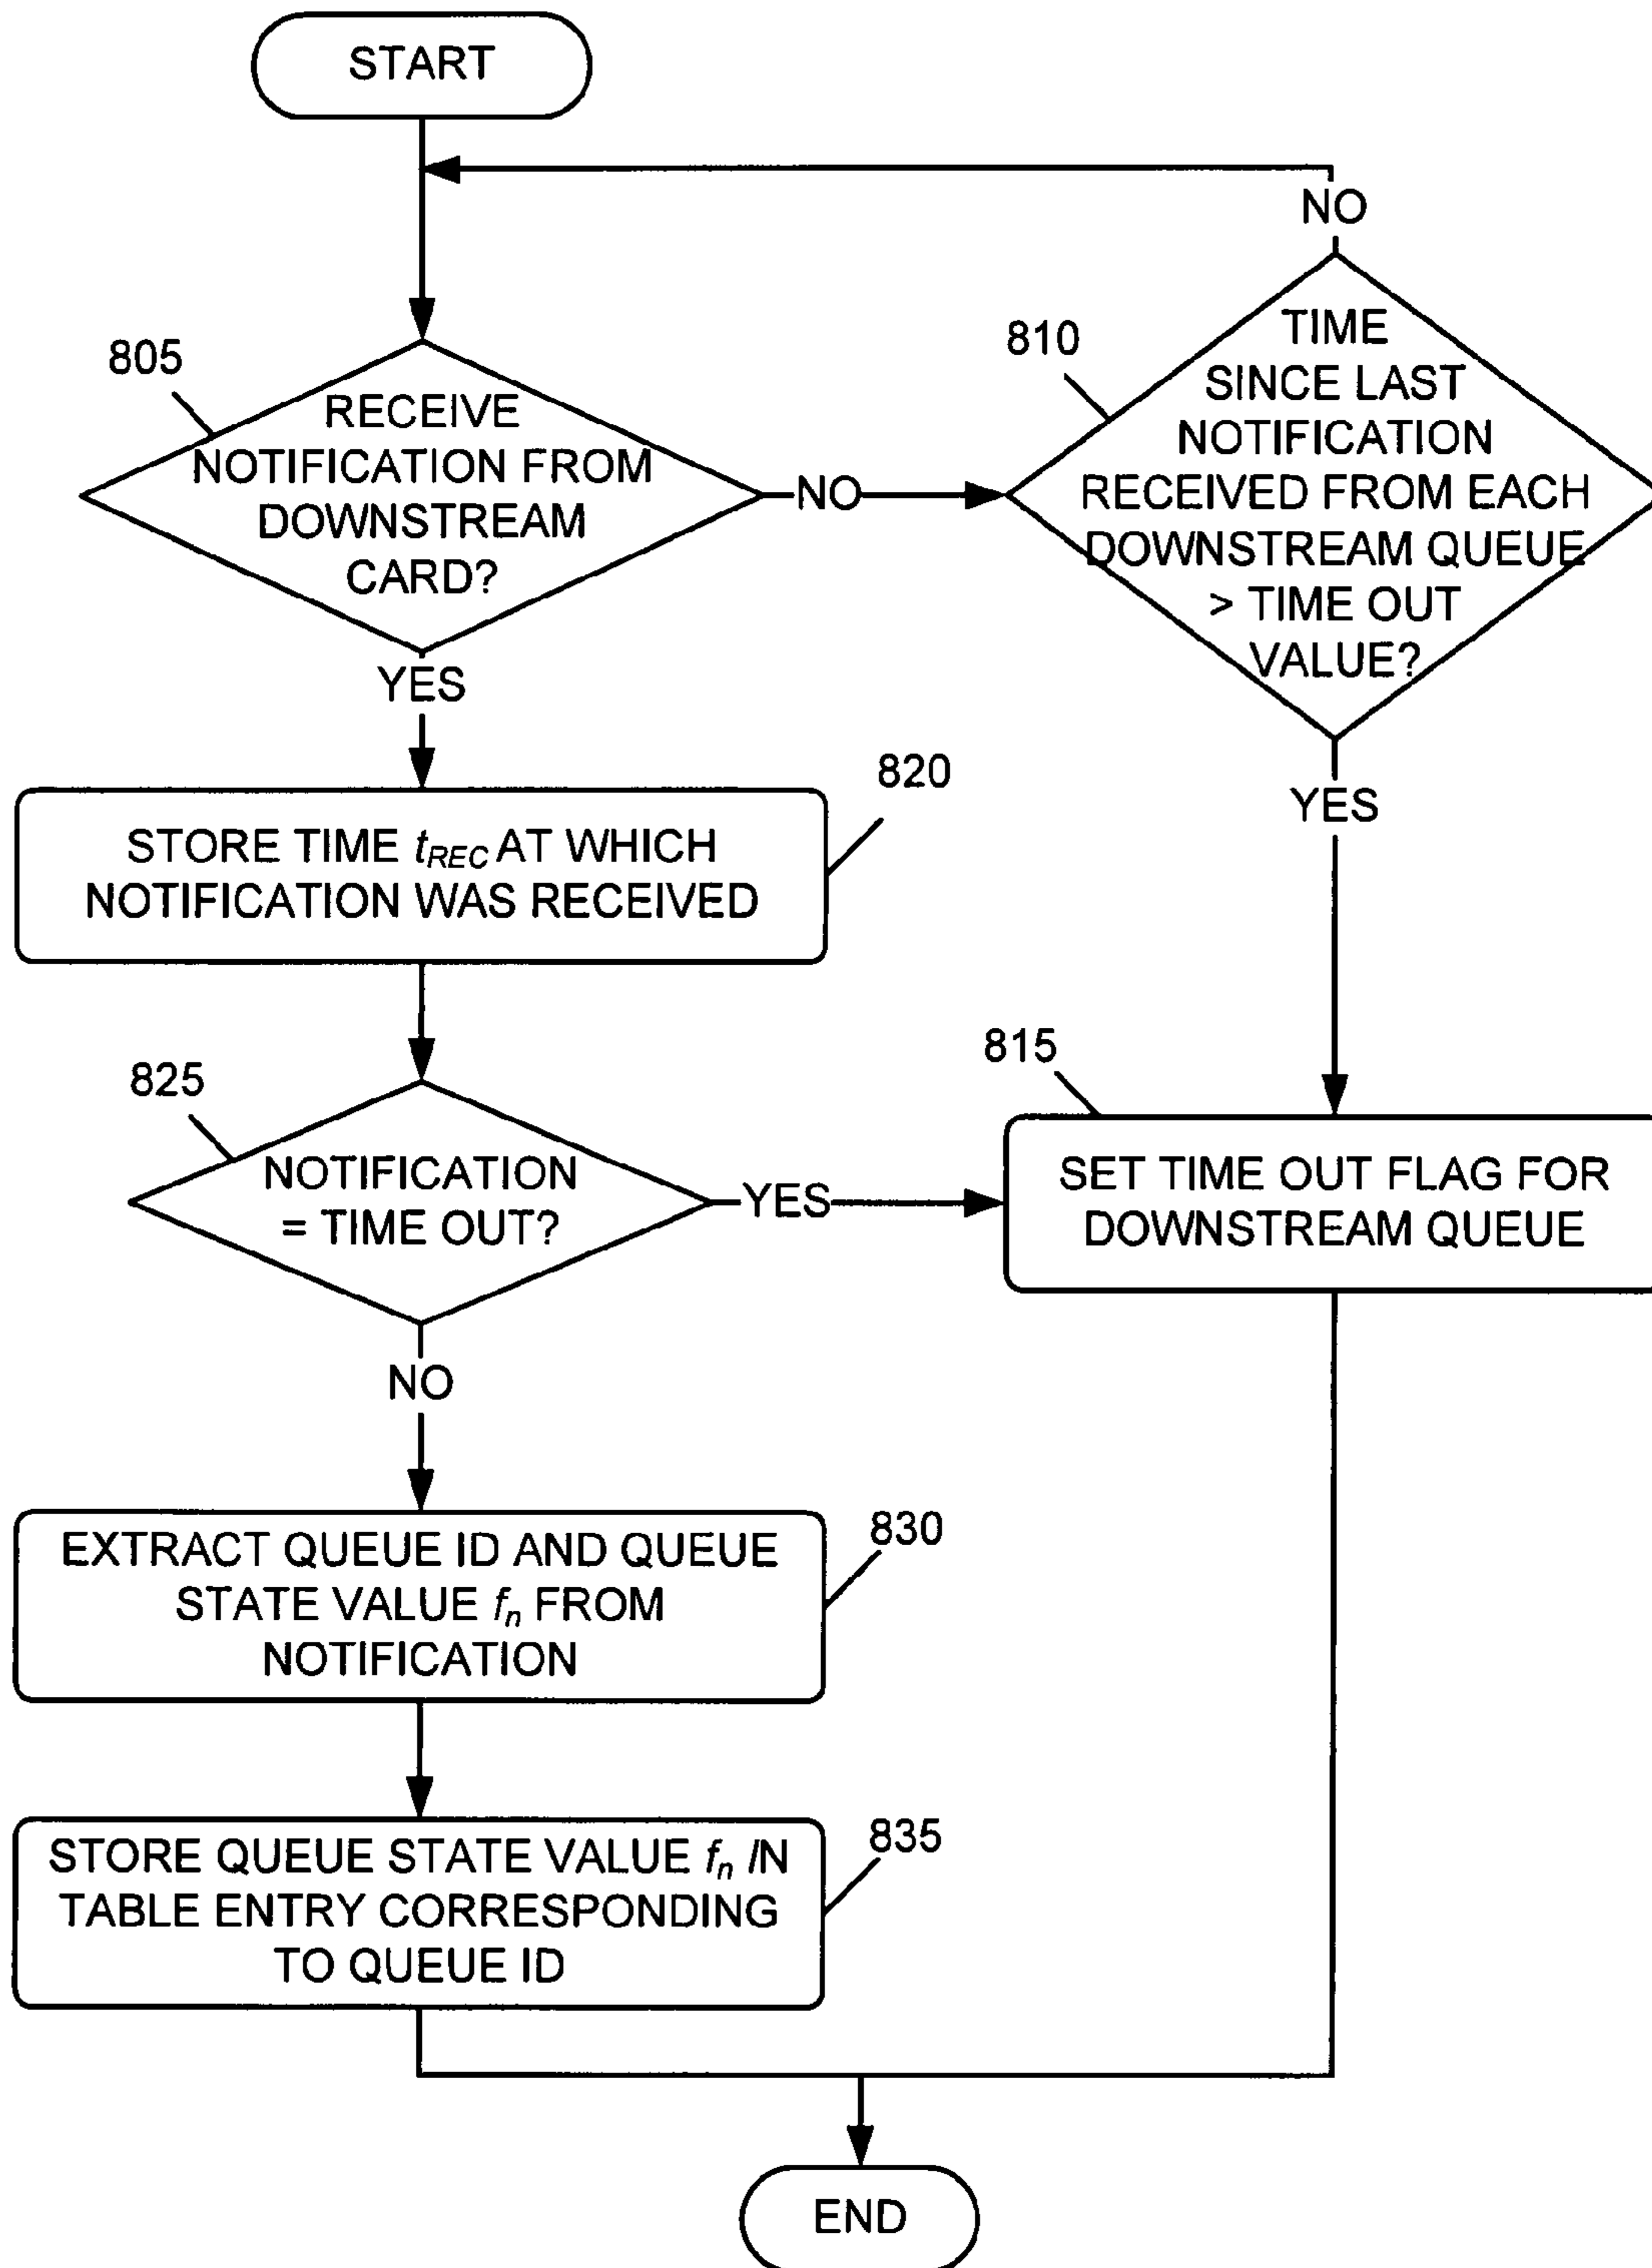 START
NO
805
RECEIVE
NOTIFICATION FROM
DOWNSTREAM
CARD?
NO
810
TIME
SINCE LAST
NOTIFICATION
RECEIVED FROM EACH
DOWNSTREAM QUEUE
> TIME OUT
VALUE?
YES
YES
820
STORE TIME t_REC AT WHICH
NOTIFICATION WAS RECEIVED
825
NOTIFICATION
= TIME OUT?
YES
815
SET TIME OUT FLAG FOR
DOWNSTREAM QUEUE
NO
830
EXTRACT QUEUE ID AND QUEUE
STATE VALUE f_n FROM
NOTIFICATION
835
STORE QUEUE STATE VALUE f_n IN
TABLE ENTRY CORRESPONDING
TO QUEUE ID
END